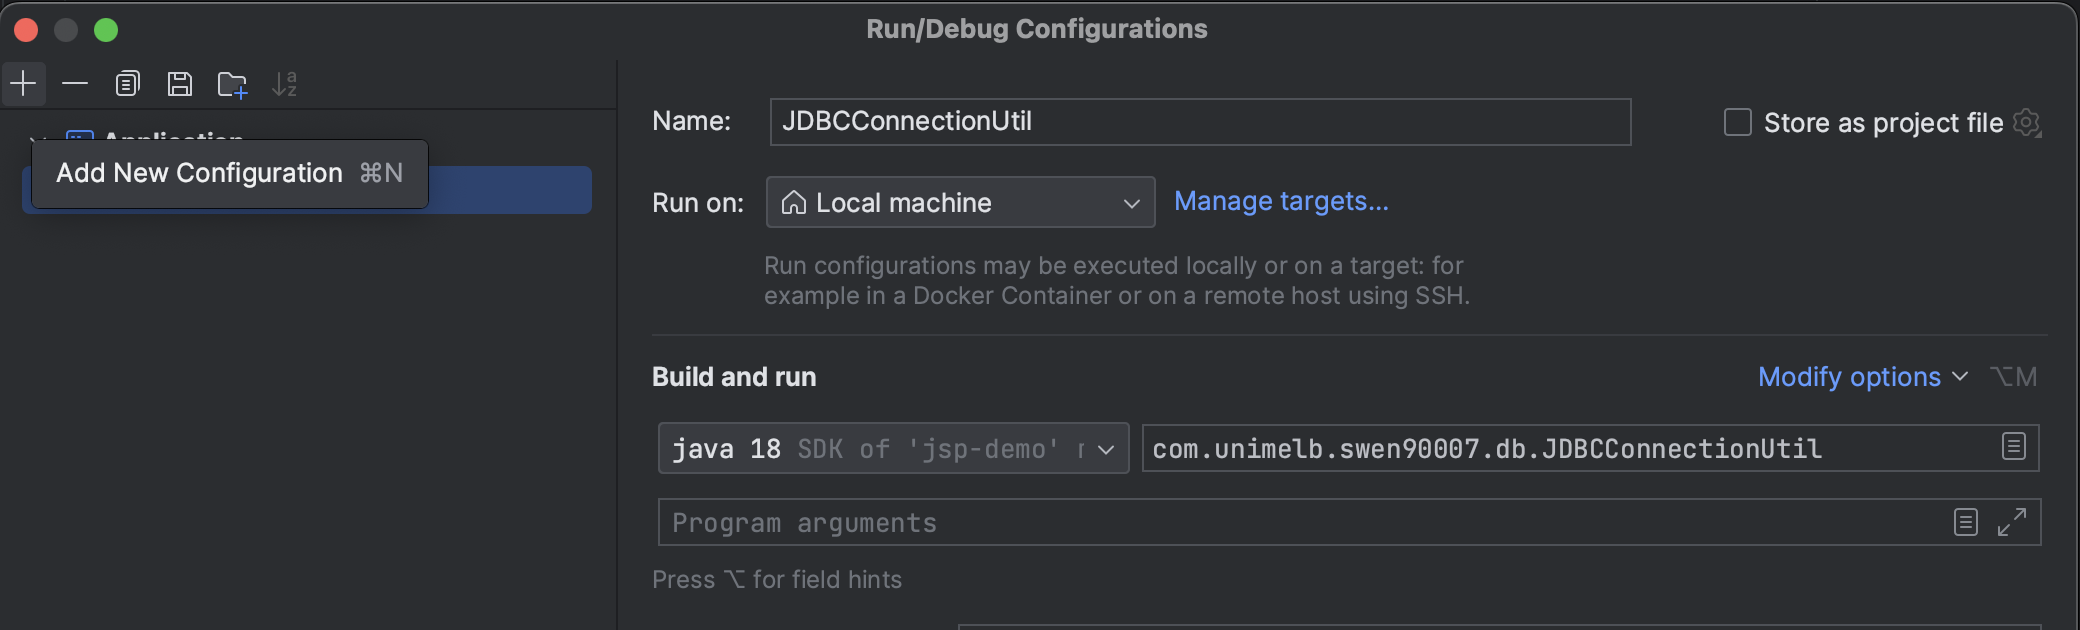 Run/Debug Configurations
Application
Add New Configuration ⌘N
Name: JDBCConnectionUtil
Store as project file
Run on: Local machine Manage targets...
Run configurations may be executed locally or on a target: for
example in a Docker Container or on a remote host using SSH.
Build and run
Modify options ⌥M
java 18 SDK of 'jsp-demo'
com.unimelb.swen90007.db.JDBCConnectionUtil
Program arguments
Press ⌥ for field hints